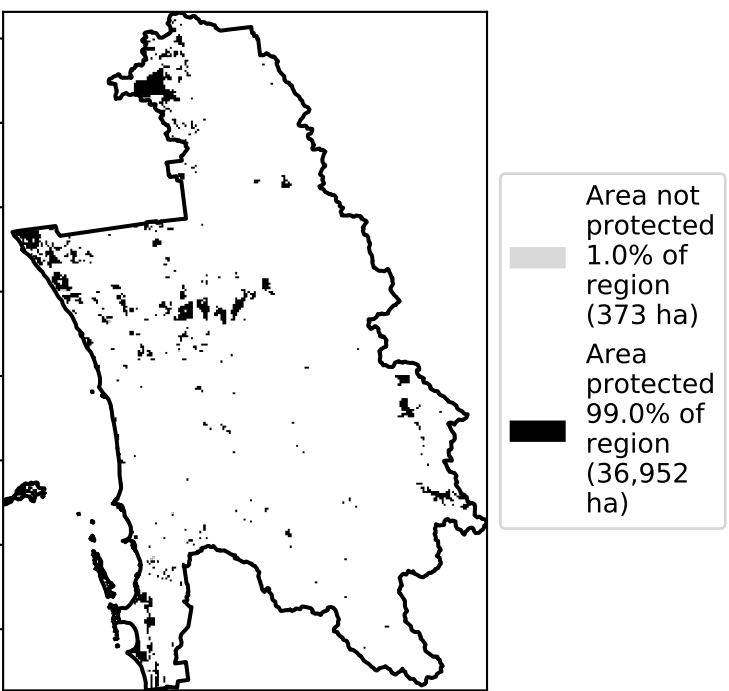 Area not
protected
1.0% of
region
(373 ha)
Area
protected
99.0% of
region
(36,952
ha)